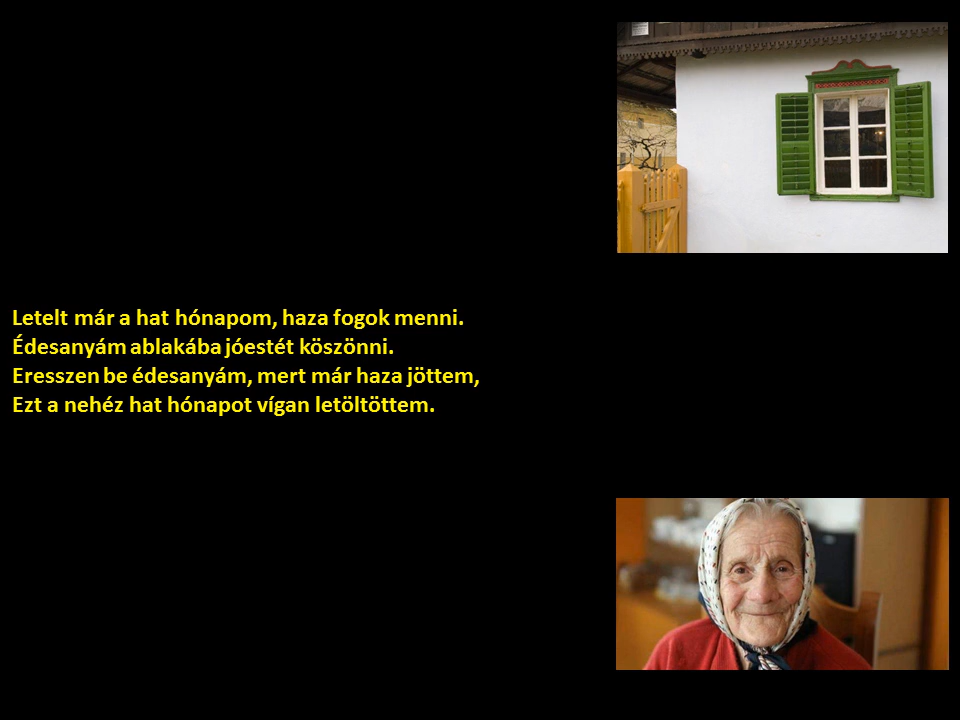 Letelt már a hat hónapom, haza fogok menni.
Édesanyám ablakába jóestét köszönni.
Eresszen be édesanyám, mert már haza jöttem,
Ezt a nehéz hat hónapot vígan letöltöttem.